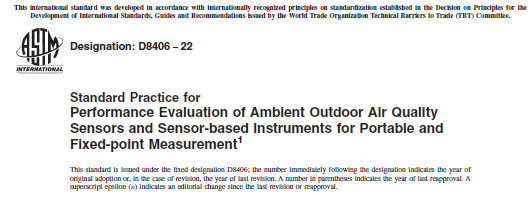 This international standard was developed in accordance with internationally recognized principles on standardization established in the Decision on Principles for the
Development of International Standards, Guides and Recommendations issued by the World Trade Organization Technical Barriers to Trade (TBT) Committee.
ASTM
INTERNATIONAL
Designation: D8406 – 22
Standard Practice for
Performance Evaluation of Ambient Outdoor Air Quality
Sensors and Sensor-based Instruments for Portable and
Fixed-point Measurement1
This standard is issued under the fixed designation D8406; the number immediately following the designation indicates the year of
original adoption or, in the case of revision, the year of last revision. A number in parentheses indicates the year of last reapproval. A
superscript epsilon (ε) indicates an editorial change since the last revision or reapproval.